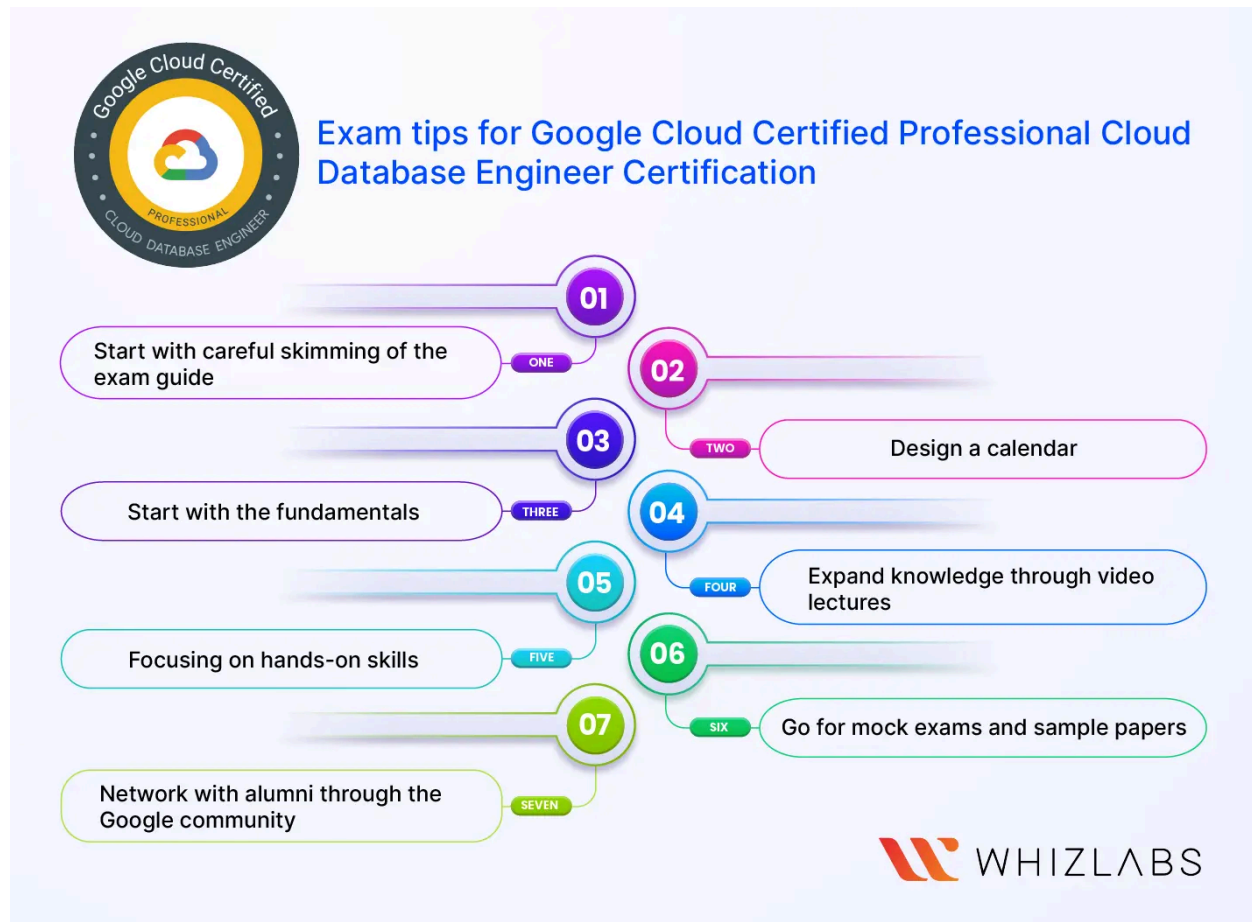 Google Cloud Certified
PROFESSIONAL
CLOUD DATABASE ENGINEER
Exam tips for Google Cloud Certified Professional Cloud
Database Engineer Certification
01
Start with careful skimming of the
exam guide
ONE
02
TWO
Design a calendar
03
Start with the fundamentals
THREE
04
FOUR
Expand knowledge through video
lectures
05
Focusing on hands-on skills
FIVE
06
SIX
Go for mock exams and sample papers
07
Network with alumni through the
Google community
SEVEN
WHIZLABS